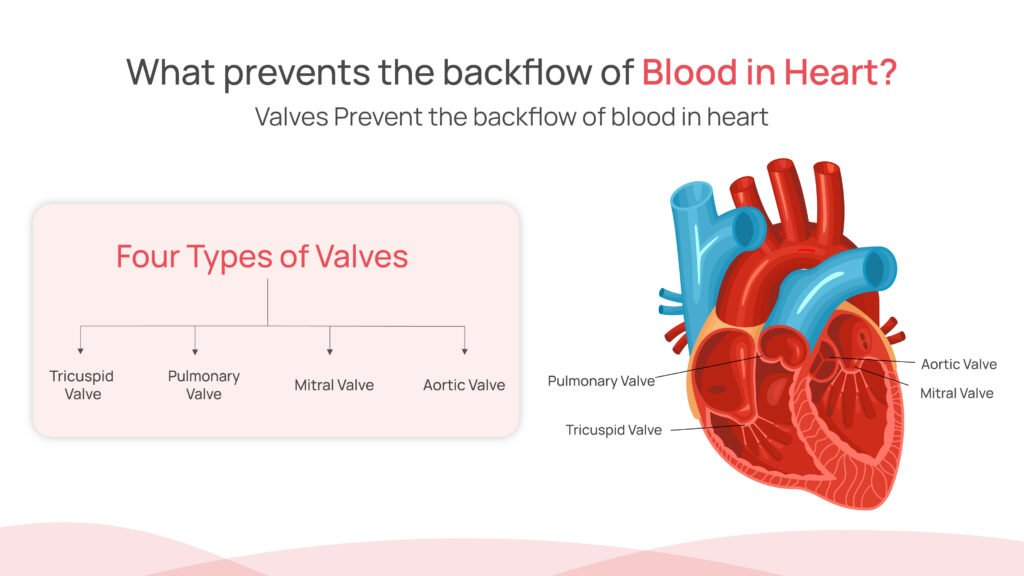 What prevents the backflow of Blood in Heart?
Valves Prevent the backflow of blood in heart
Four Types of Valves
Tricuspid
Valve
Pulmonary
Valve
Mitral Valve
Aortic Valve
Pulmonary Valve
Tricuspid Valve
Aortic Valve
Mitral Valve